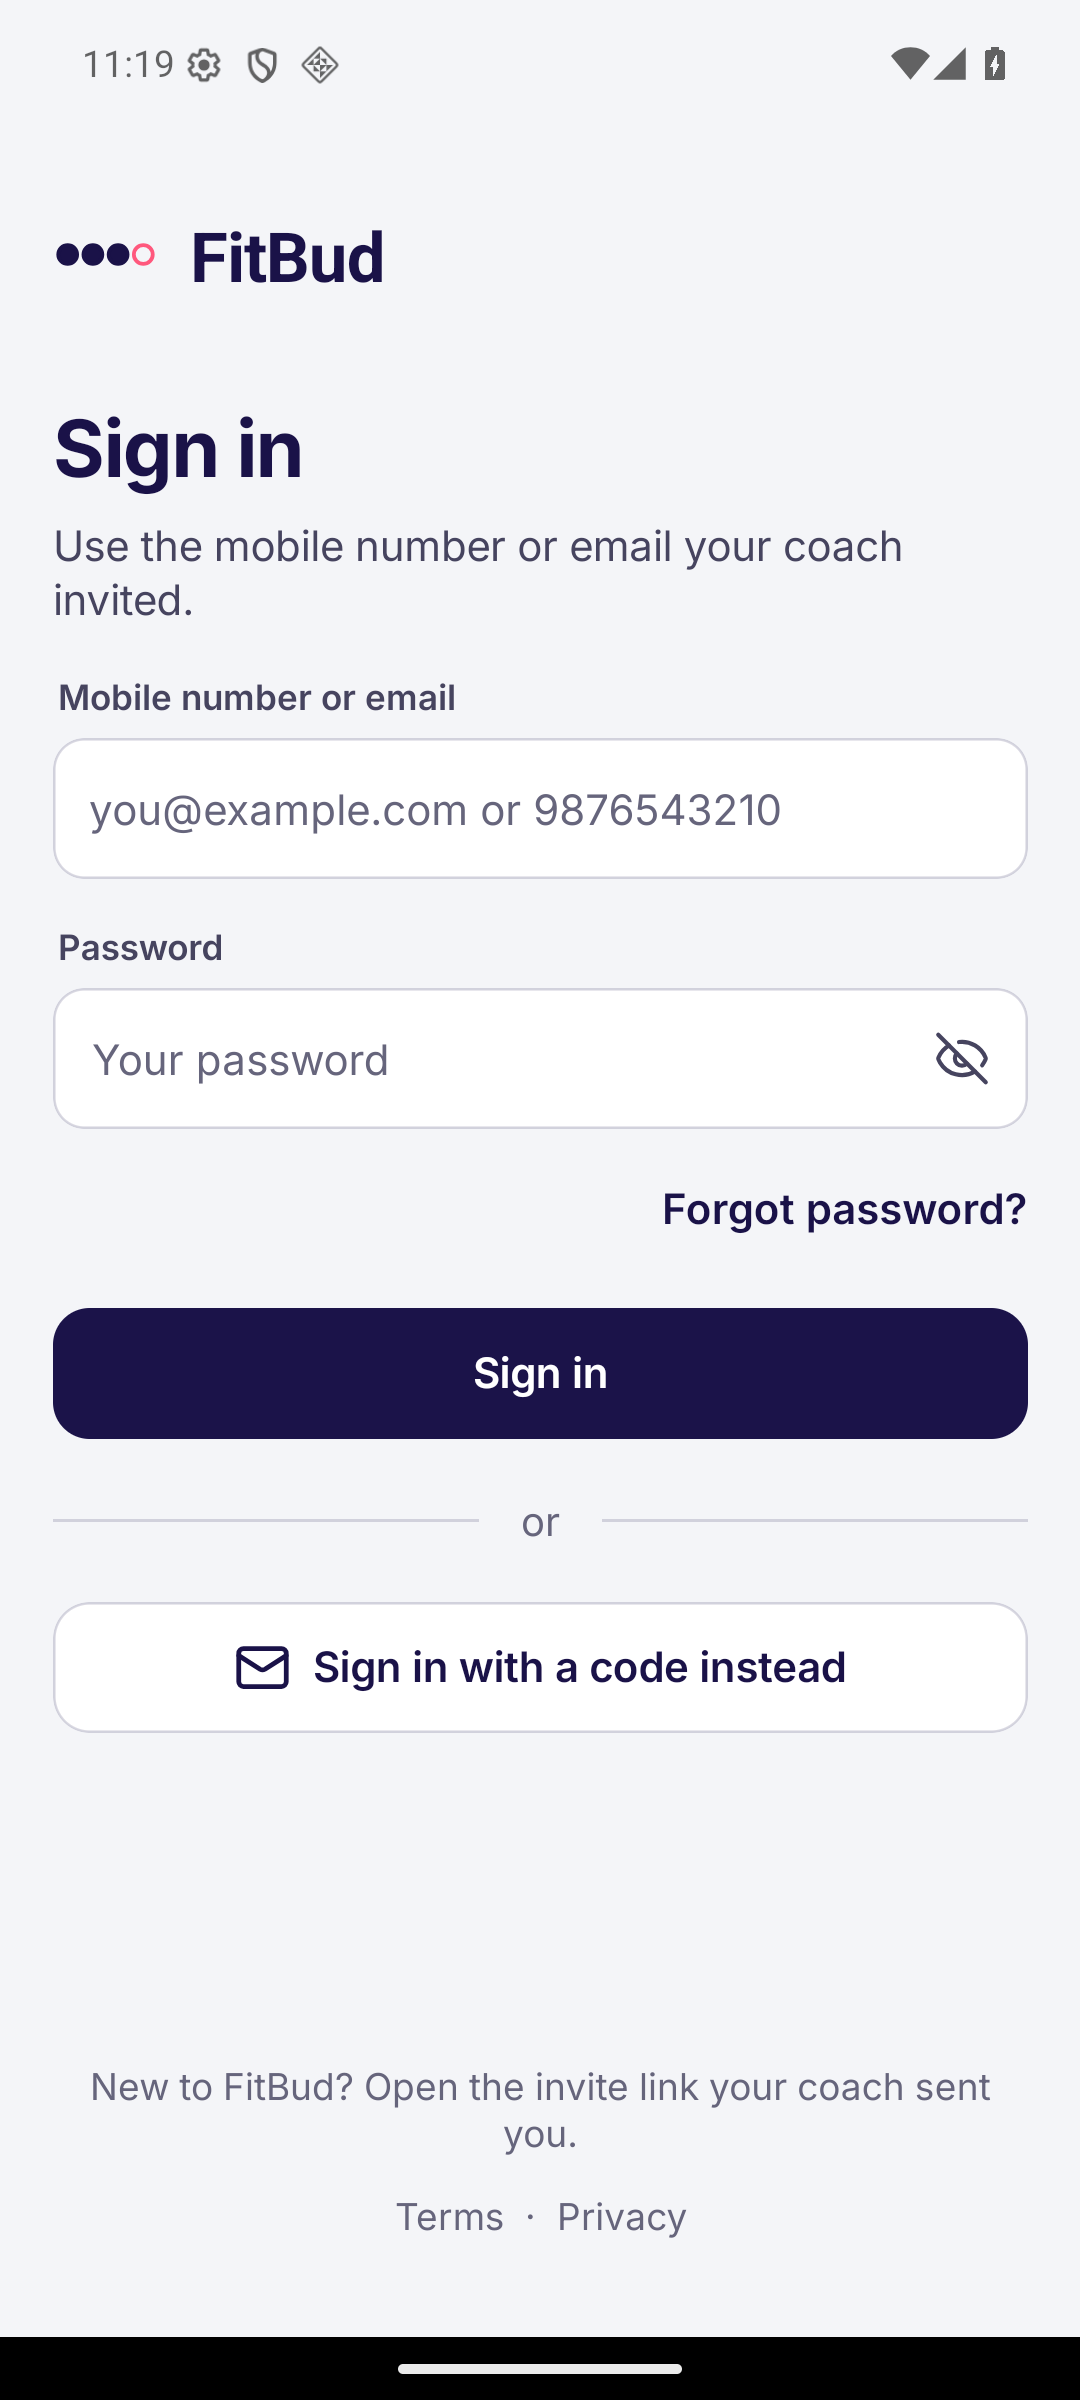 11:19
FitBud
Sign in
Use the mobile number or email your coach
invited.
Mobile number or email
you@example.com or 9876543210
Password
Your password
Forgot password?
Sign in
or
Sign in with a code instead
New to FitBud? Open the invite link your coach sent
you.
Terms · Privacy